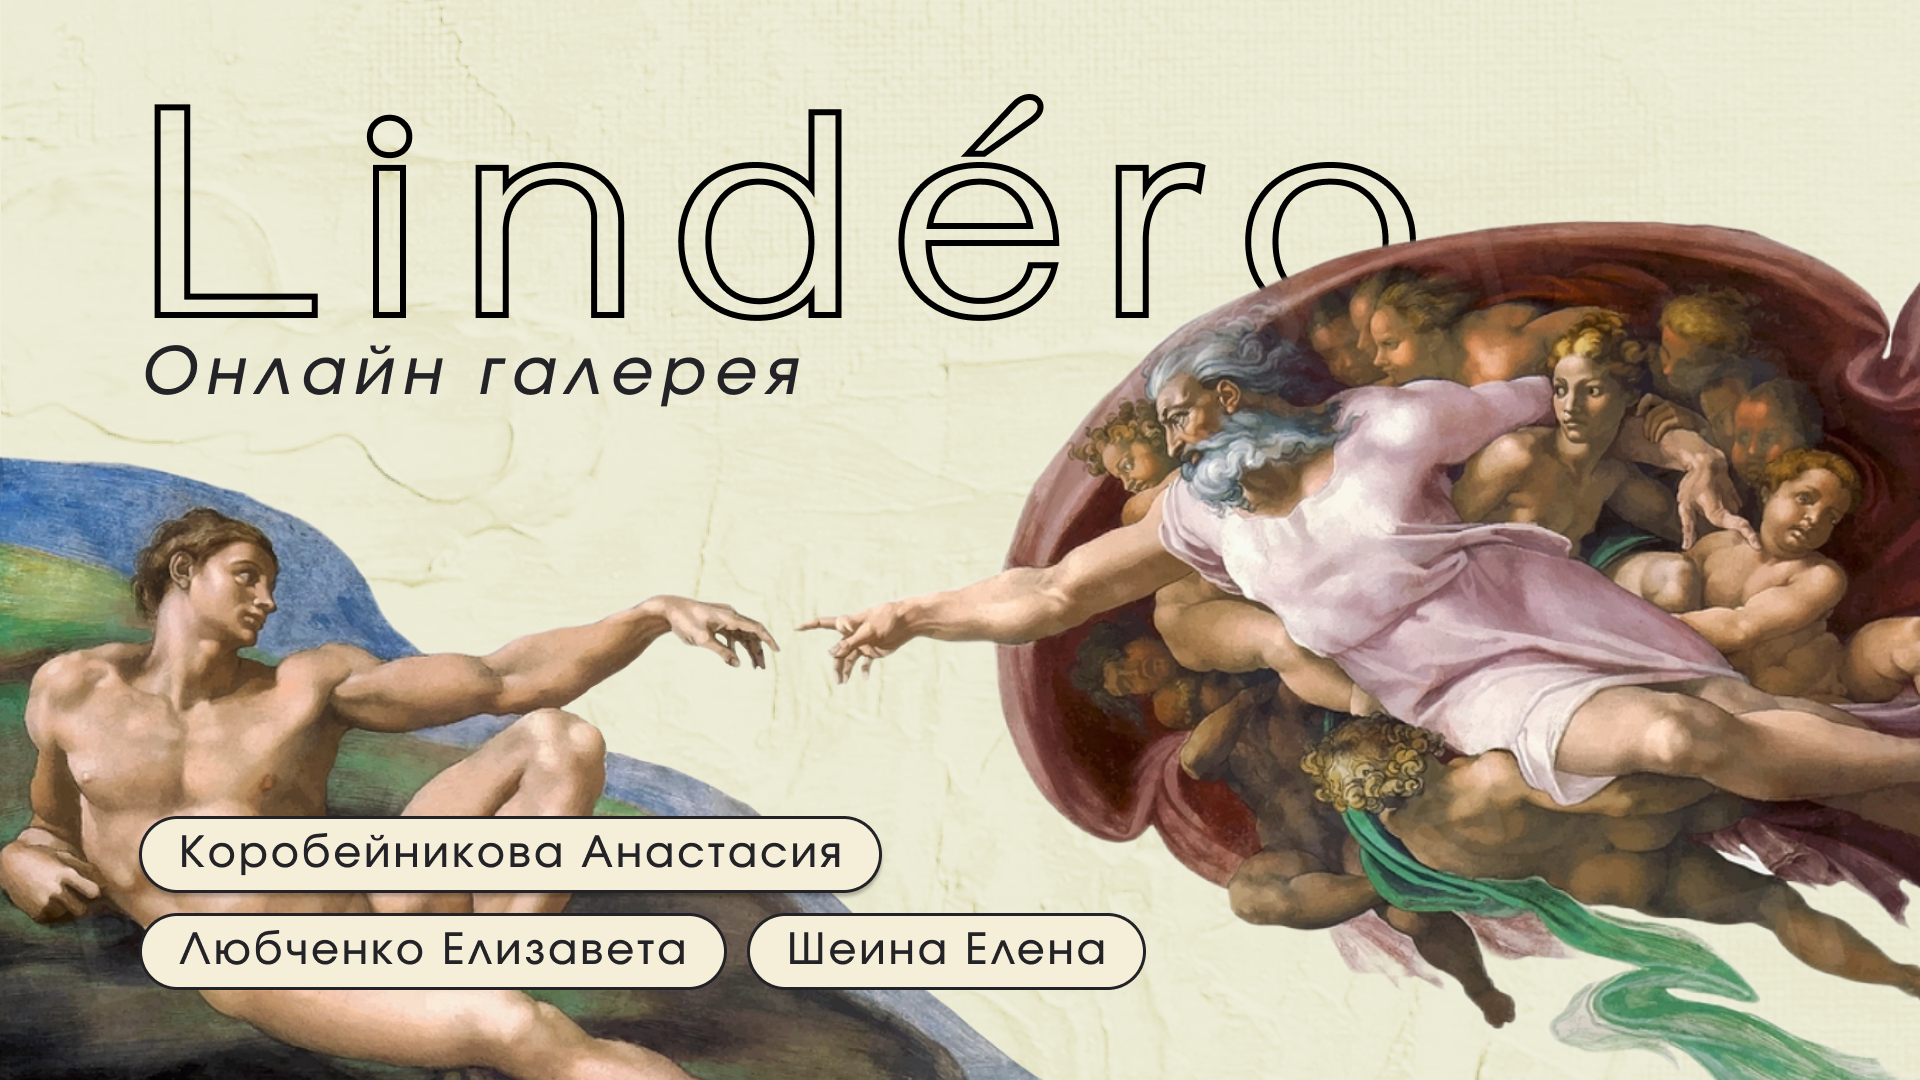 Lindéro
Онлайн галерея
Коробейникова Анастасия
Любченко Елизавета Шеина Елена